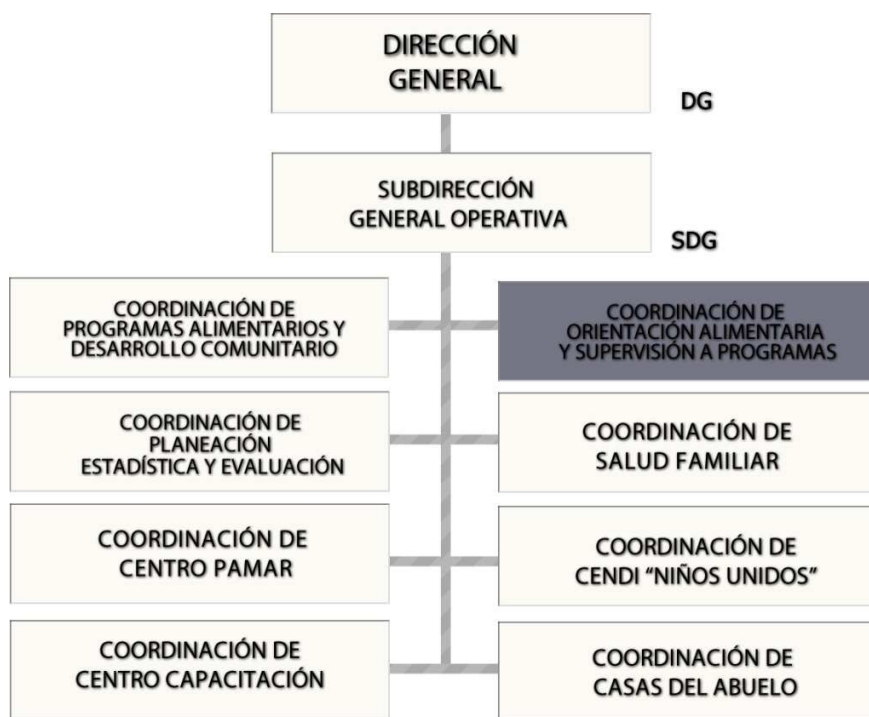 DIRECCIÓN
GENERAL
DG
SUBDIRECCIÓN
GENERAL OPERATIVA
SDG
COORDINACIÓN DE
PROGRAMAS ALIMENTARIOS Y
DESARROLLO COMUNITARIO
COORDINACIÓN DE
ORIENTACIÓN ALIMENTARIA
Y SUPERVISIÓN A PROGRAMAS
COORDINACIÓN DE
PLANEACIÓN
ESTADÍSTICA Y EVALUACIÓN
COORDINACIÓN DE
SALUD FAMILIAR
COORDINACIÓN DE
CENTRO PAMAR
COORDINACIÓN DE
CENDI “NIÑOS UNIDOS”
COORDINACIÓN DE
CENTRO CAPACITACIÓN
COORDINACIÓN DE
CASAS DEL ABUELO